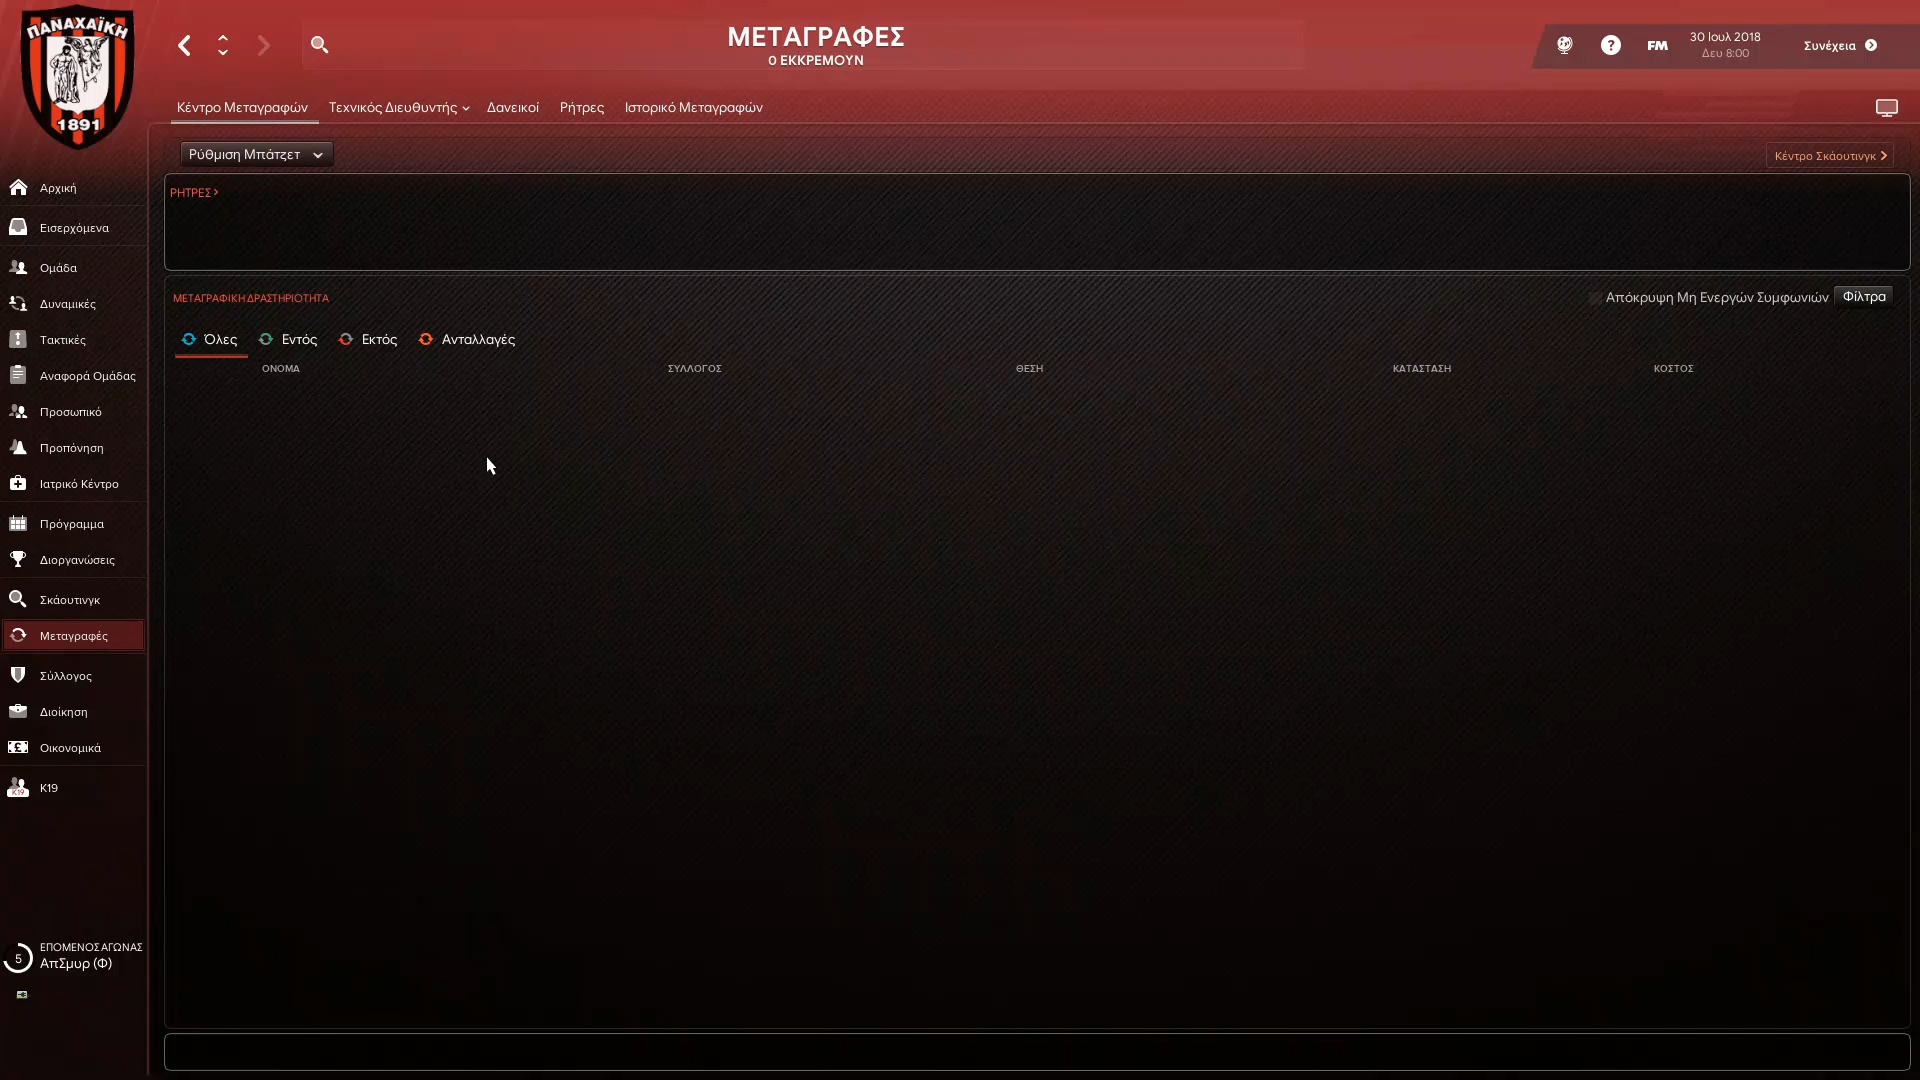 ΠΑΝΑΧΑΪΚΗ
1891
ΜΕΤΑΓΡΑΦΕΣ
0 ΕΚΚΡΕΜΟΥΝ
?
FM
30 Ιουλ 2018
Δευ 8:00
Συνέχεια
Κέντρο Μεταγραφών
Τεχνικός Διευθυντής
Δανεικοί
Ρήτρες
Ιστορικό Μεταγραφών
Ρύθμιση Μπάτζετ
Κέντρο Σκάουτινγκ
ΡΗΤΡΕΣ
ΜΕΤΑΓΡΑΦΙΚΗ ΔΡΑΣΤΗΡΙΟΤΗΤΑ
Απόκρυψη Μη Ενεργών Συμφωνιών
Φίλτρα
Όλες
Εντός
Εκτός
Ανταλλαγές
ΟΝΟΜΑ
ΣΥΛΛΟΓΟΣ
ΘΕΣΗ
ΚΑΤΑΣΤΑΣΗ
ΚΟΣΤΟΣ
Αρχική
Εισερχόμενα
Ομάδα
Δυναμικές
Τακτικές
Αναφορά Ομάδας
Προσωπικό
Προπόνηση
Ιατρικό Κέντρο
Πρόγραμμα
Διοργανώσεις
Σκάουτινγκ
Μεταγραφές
Σύλλογος
Διοίκηση
Οικονομικά
Κ19
Κ19
5
ΕΠΟΜΕΝΟΣ ΑΓΩΝΑΣ
ΑπΣμυρ (Φ)